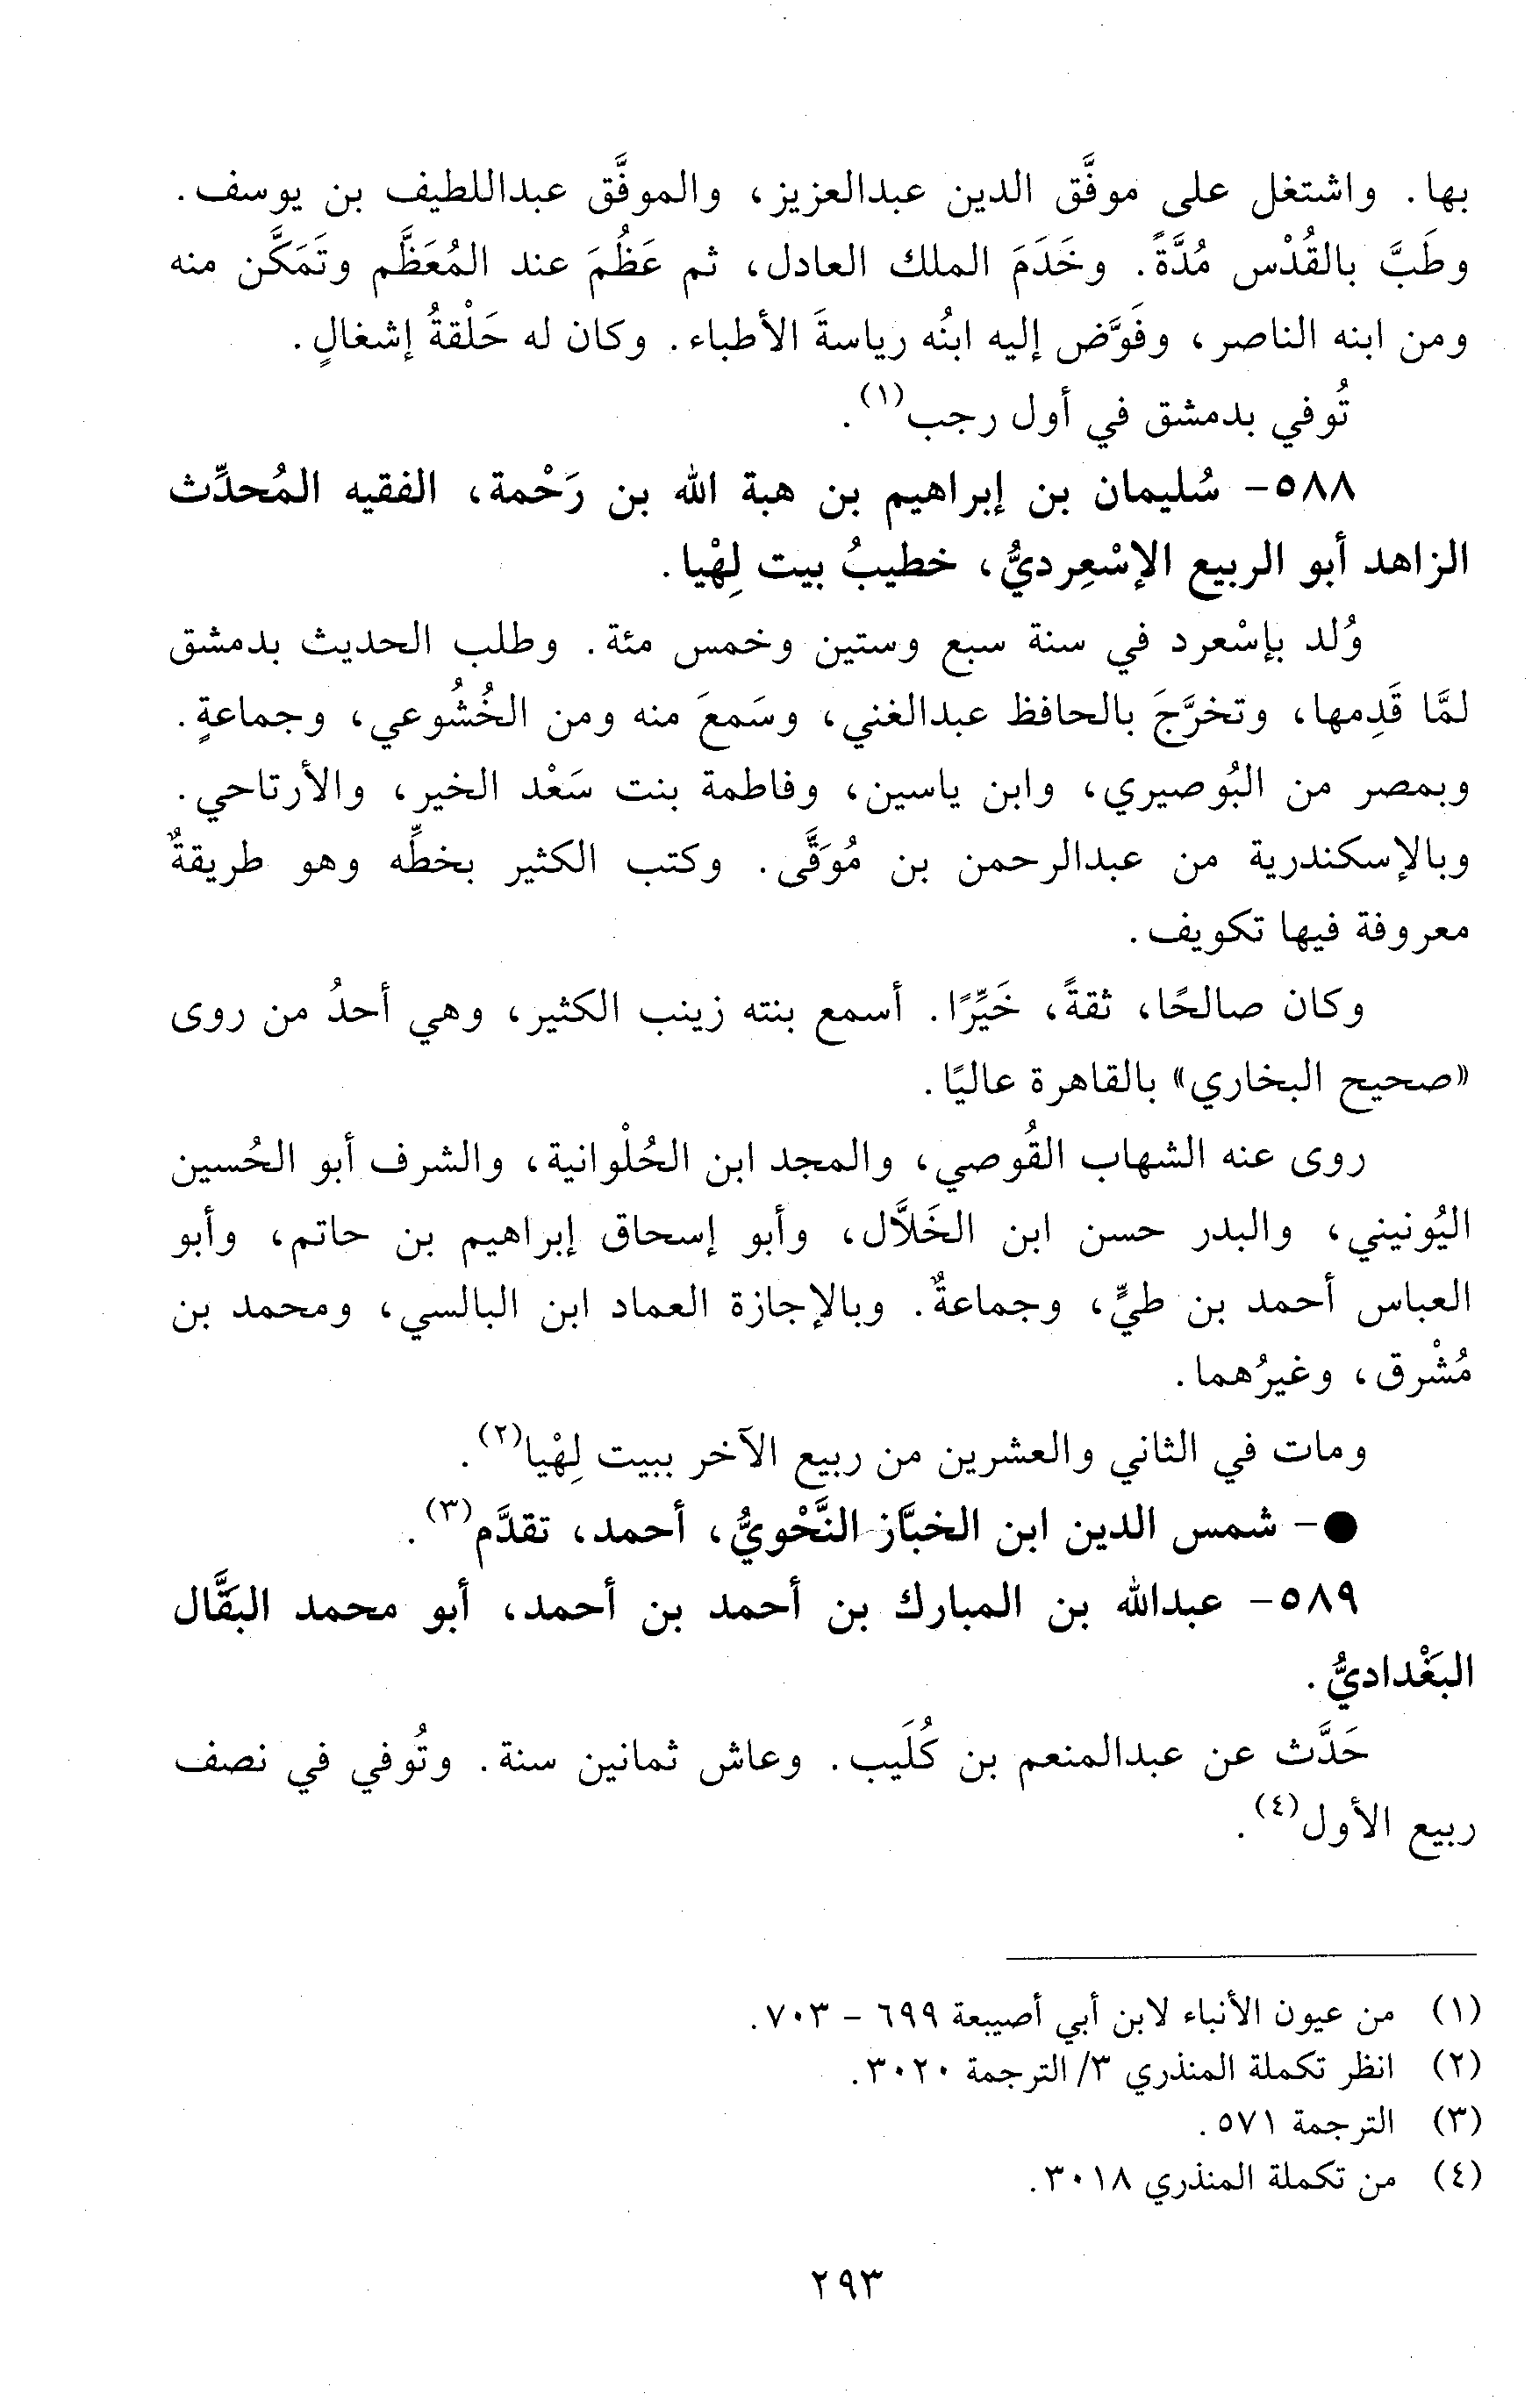 بها. واشتغل على موفَّق الدين عبدالعزيز، والموفَّق عبداللطيف بن يوسف.
وطَبَّ بالقُدْس مُدَّةً. وخَدَمَ الملك العادل، ثم عَظُمَ عند المُعَظَّم وتَمَكَّن منه
ومن ابنه الناصر، وفَوَّض إليه ابنُه رياسةَ الأطباء. وكان له حَلْقةُ إشغالٍ.
تُوفي بدمشق في أول رجب(١).
٥٨٨- سُليمان بن إبراهيم بن هبة الله بن رَحْمة، الفقيه المُحدِّث
الزاهد أبو الربيع الإسْعِرديُّ، خطيبُ بيت لِهْيا.
وُلد بإسْعرد في سنة سبع وستين وخمس مئة. وطلب الحديث بدمشق
لمَّا قَدِمها، وتخرَّجَ بالحافظ عبدالغني، وسَمعَ منه ومن الخُشُوعي، وجماعةٍ.
وبمصر من البُوصيري، وابن ياسين، وفاطمة بنت سَعْد الخير، والأرتاحي.
وبالإسكندرية من عبدالرحمن بن مُوَقَّى. وكتب الكثير بخطِّه وهو طريقةٌ
معروفة فيها تكويف.
وكان صالحًا، ثقةً، خَيِّرًا. أسمع بنته زينب الكثير، وهي أحدُ من روى
«صحيح البخاري» بالقاهرة عاليًا.
روى عنه الشهاب القُوصي، والمجد ابن الحُلْوانية، والشرف أبو الحُسين
اليُونيني، والبدر حسن ابن الخَلاَّل، وأبو إسحاق إبراهيم بن حاتم، وأبو
العباس أحمد بن طيٍّ، وجماعةٌ. وبالإجازة العماد ابن البالسي، ومحمد بن
مُشْرق، وغيرُهما.
ومات في الثاني والعشرين من ربيع الآخر ببيت لِهْيا(٢).
●- شمس الدين ابن الخبَّاز النَّحْويُّ، أحمد، تقدَّم(٣).
٥٨٩- عبدالله بن المبارك بن أحمد بن أحمد، أبو محمد البَقَّال
البَغْداديُّ.
حَدَّث عن عبدالمنعم بن كُلَيب. وعاش ثمانين سنة. وتُوفي في نصف
ربيع الأول(٤).
(١) من عيون الأنباء لابن أبي أصيبعة ٦٩٩ - ٧٠٣.
(٢) انظر تكملة المنذري ٣/ الترجمة ٣٠٢٠.
(٣) الترجمة ٥٧١.
(٤) من تكملة المنذري ٣٠١٨.
٢٩٣